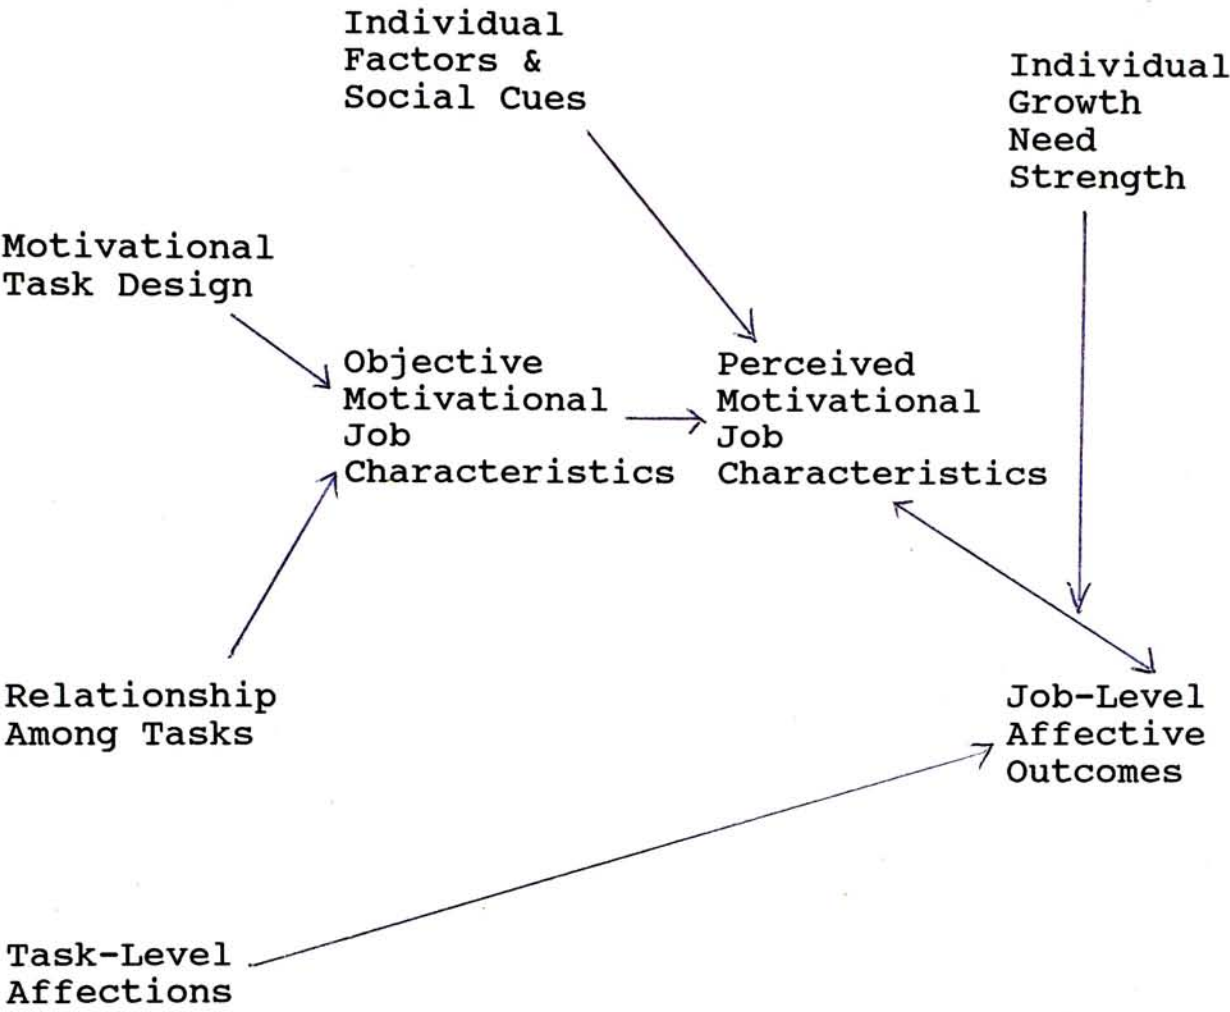 Individual
Factors &
Social Cues
Individual
Growth
Need
Strength
Motivational
Task Design
Objective
Motivational
Job
Characteristics
Perceived
Motivational
Job
Characteristics
Relationship
Among Tasks
Job-Level
Affective
Outcomes
Task-Level
Affections